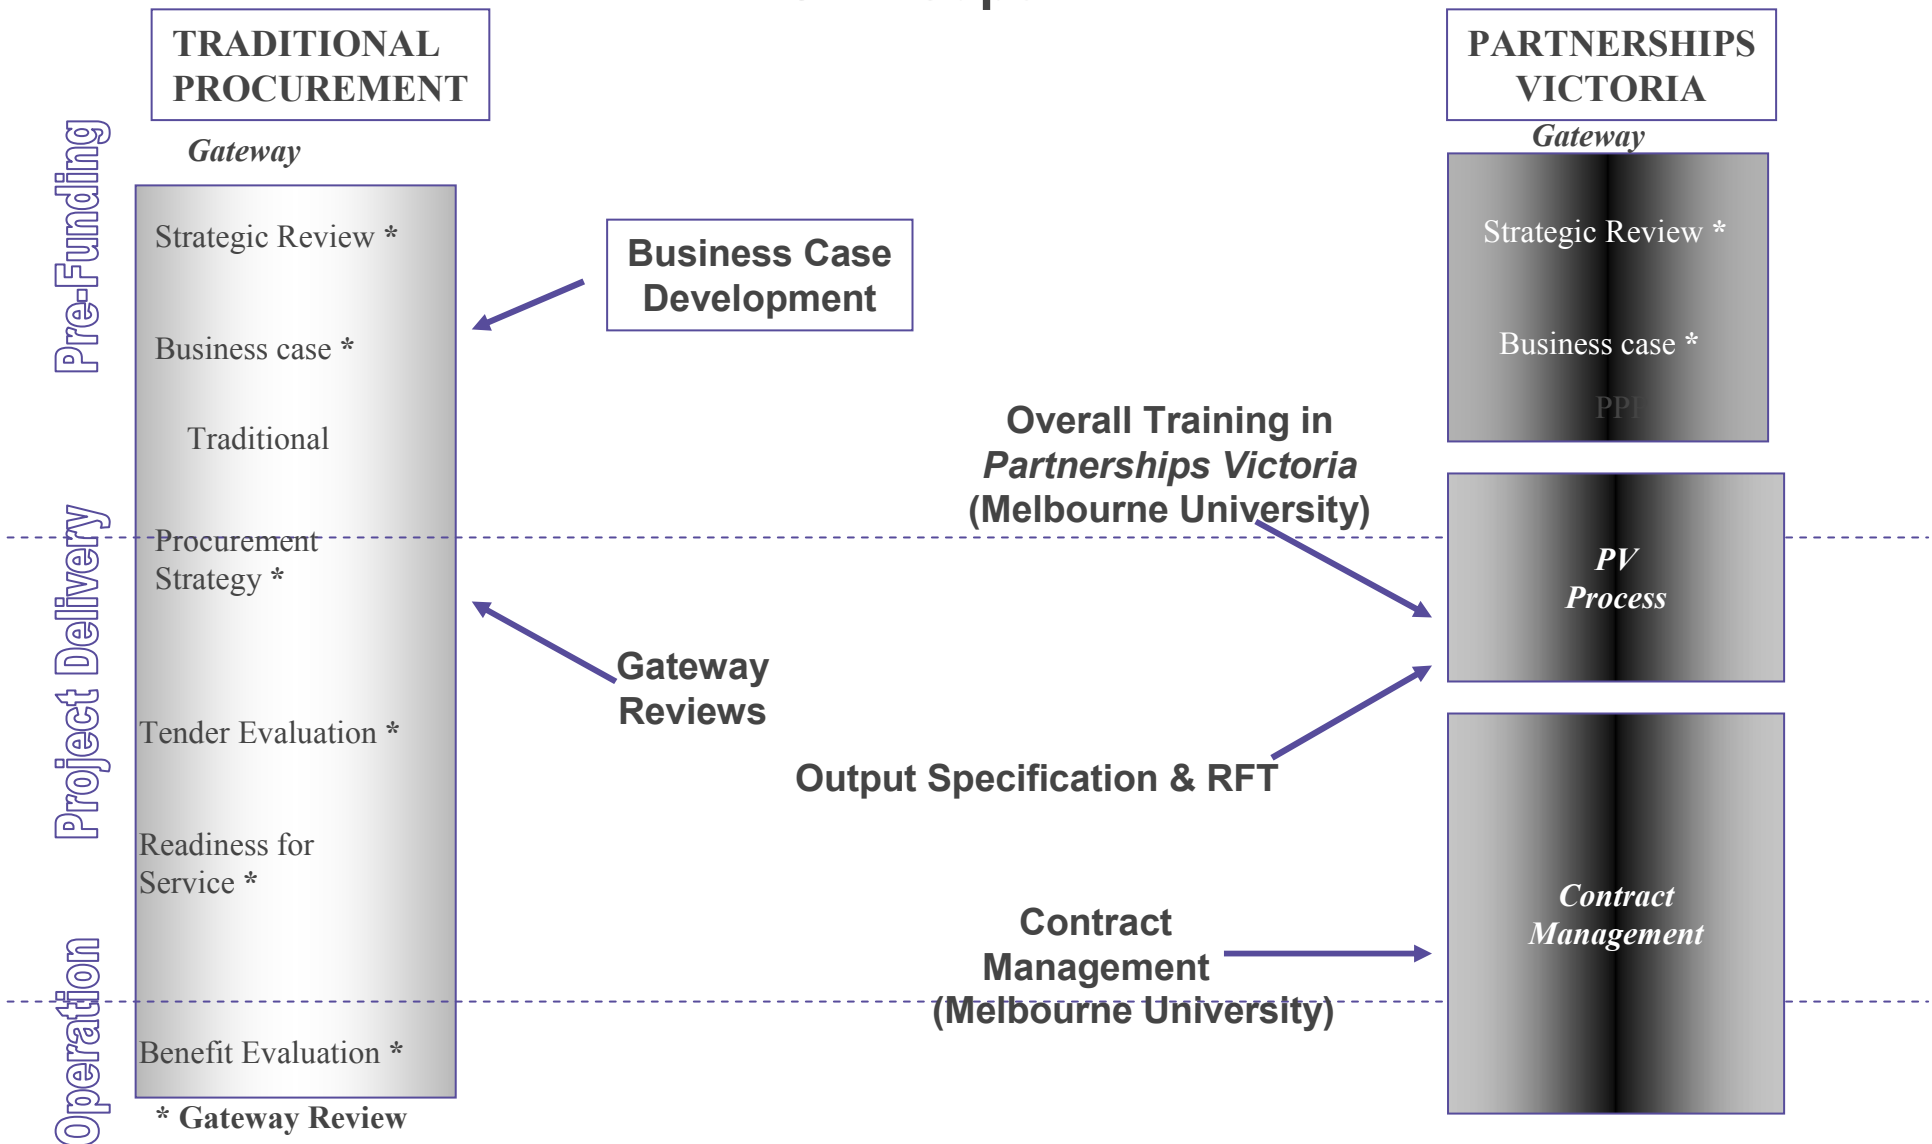 TRADITIONAL
PROCUREMENT
Gateway
Pre-Funding
Strategic Review *
Business case *
Traditional
Project Delivery
Procurement
Strategy *
Tender Evaluation *
Readiness for
Service *
Operation
Benefit Evaluation *
* Gateway Review
Business Case
Development
Gateway
Reviews
Overall Training in
Partnerships Victoria
(Melbourne University)
Output Specification & RFT
Contract
Management
(Melbourne University)
PARTNERSHIPS
VICTORIA
Gateway
Strategic Review *
Business case *
PV
Process
Contract
Management